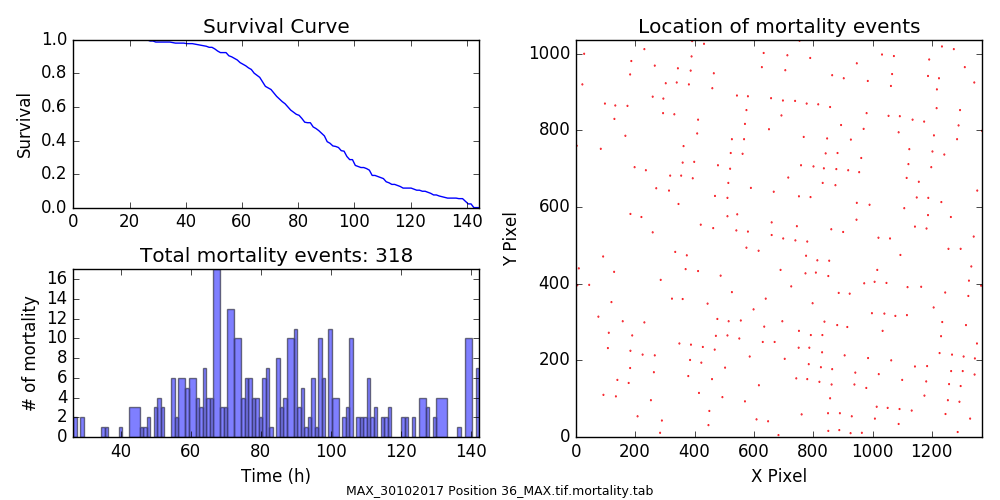 Survival Curve
1.0
0.8
0.6
0.4
0.2
0.0
Survival
0 20 40 60 80 100 120 140
Total mortality events: 318
16
14
12
10
8
6
4
2
0
# of mortality
40 60 80 100 120 140
Time (h)
Location of mortality events
1000
800
600
400
200
0
Y Pixel
0 200 400 600 800 1000 1200
X Pixel
MAX_30102017 Position 36_MAX.tif.mortality.tab